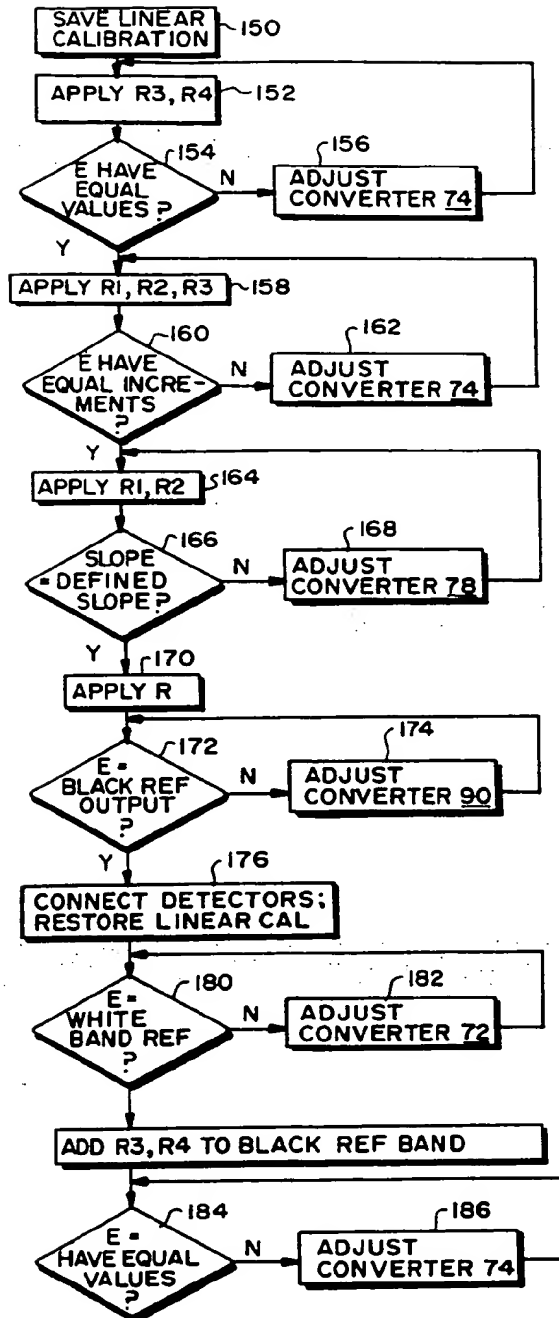 SAVE LINEAR
CALIBRATION
150
APPLY R3, R4
152
154
E HAVE
EQUAL
VALUES ?
N
156
ADJUST
CONVERTER 74
Y
APPLY R1, R2, R3
158
160
E HAVE
EQUAL INCRE-
MENTS
?
N
162
ADJUST
CONVERTER 74
Y
APPLY R1, R2
164
166
SLOPE
= DEFINED
SLOPE?
N
168
ADJUST
CONVERTER 78
Y
170
APPLY R
172
E =
BLACK REF
OUTPUT
?
N
174
ADJUST
CONVERTER 90
Y
176
CONNECT DETECTORS;
RESTORE LINEAR CAL
180
E =
WHITE
BAND REF
?
N
182
ADJUST
CONVERTER 72
ADD R3, R4 TO BLACK REF BAND
184
E =
HAVE EQUAL
VALUES
?
N
186
ADJUST
CONVERTER 74